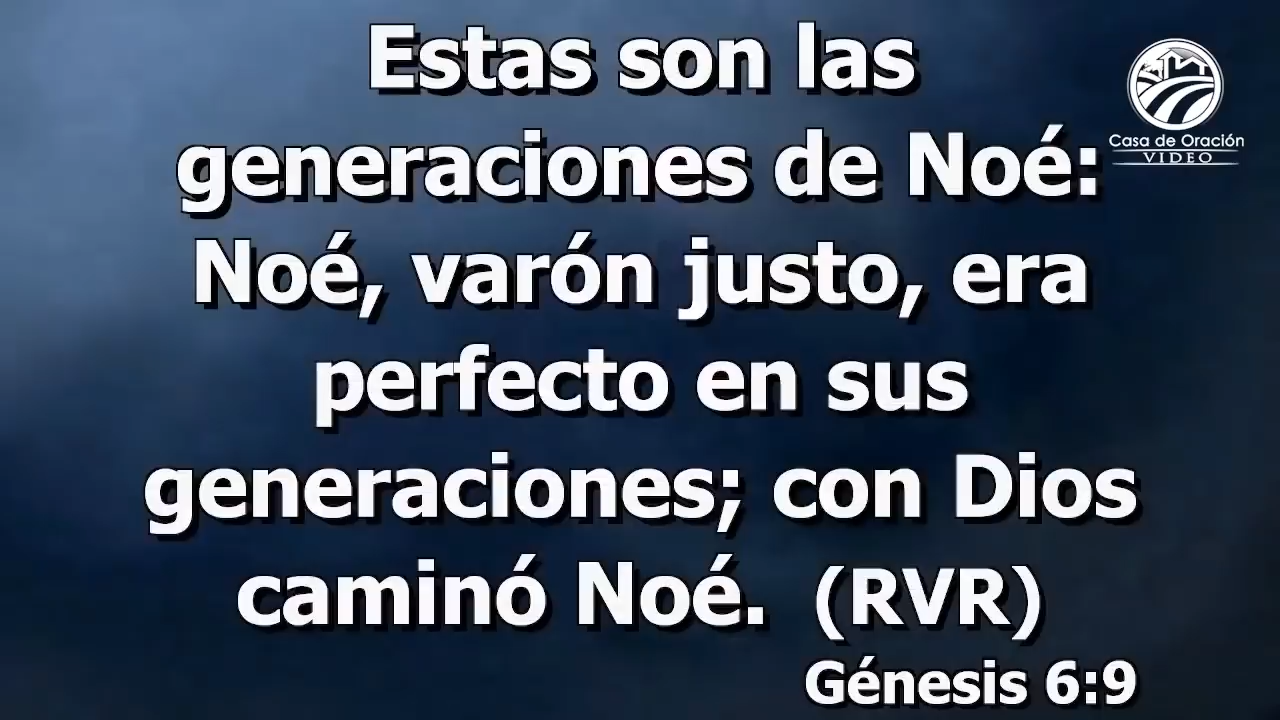 Estas son las
generaciones de Noé:
Noé, varón justo, era
perfecto en sus
generaciones; con Dios
caminó Noé.  (RVR)
Génesis 6:9
Casa de Oración
VIDEO